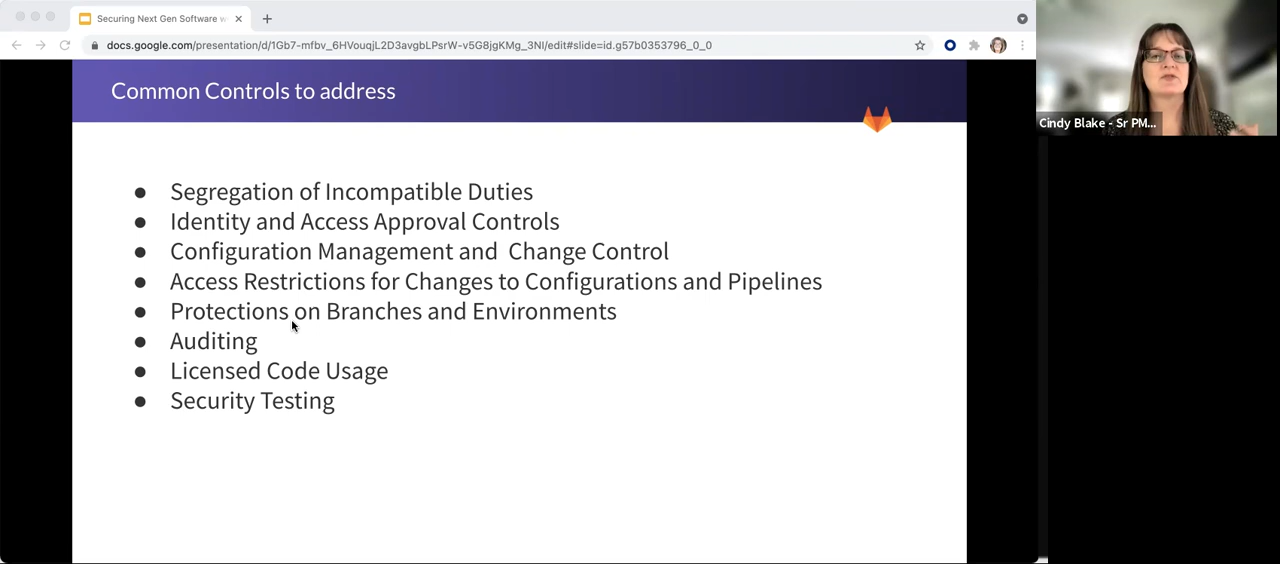 Securing Next Gen Software w
docs.google.com/presentation/d/1Gb7-mfbv_6HVouqjL2D3avgbLPsrW-v5G8jgKMg_3NI/edit#slide=id.g57b0353796_0_0
Common Controls to address
Cindy Blake - Sr PM...
● Segregation of Incompatible Duties
● Identity and Access Approval Controls
● Configuration Management and  Change Control
● Access Restrictions for Changes to Configurations and Pipelines
● Protections on Branches and Environments
● Auditing
● Licensed Code Usage
● Security Testing